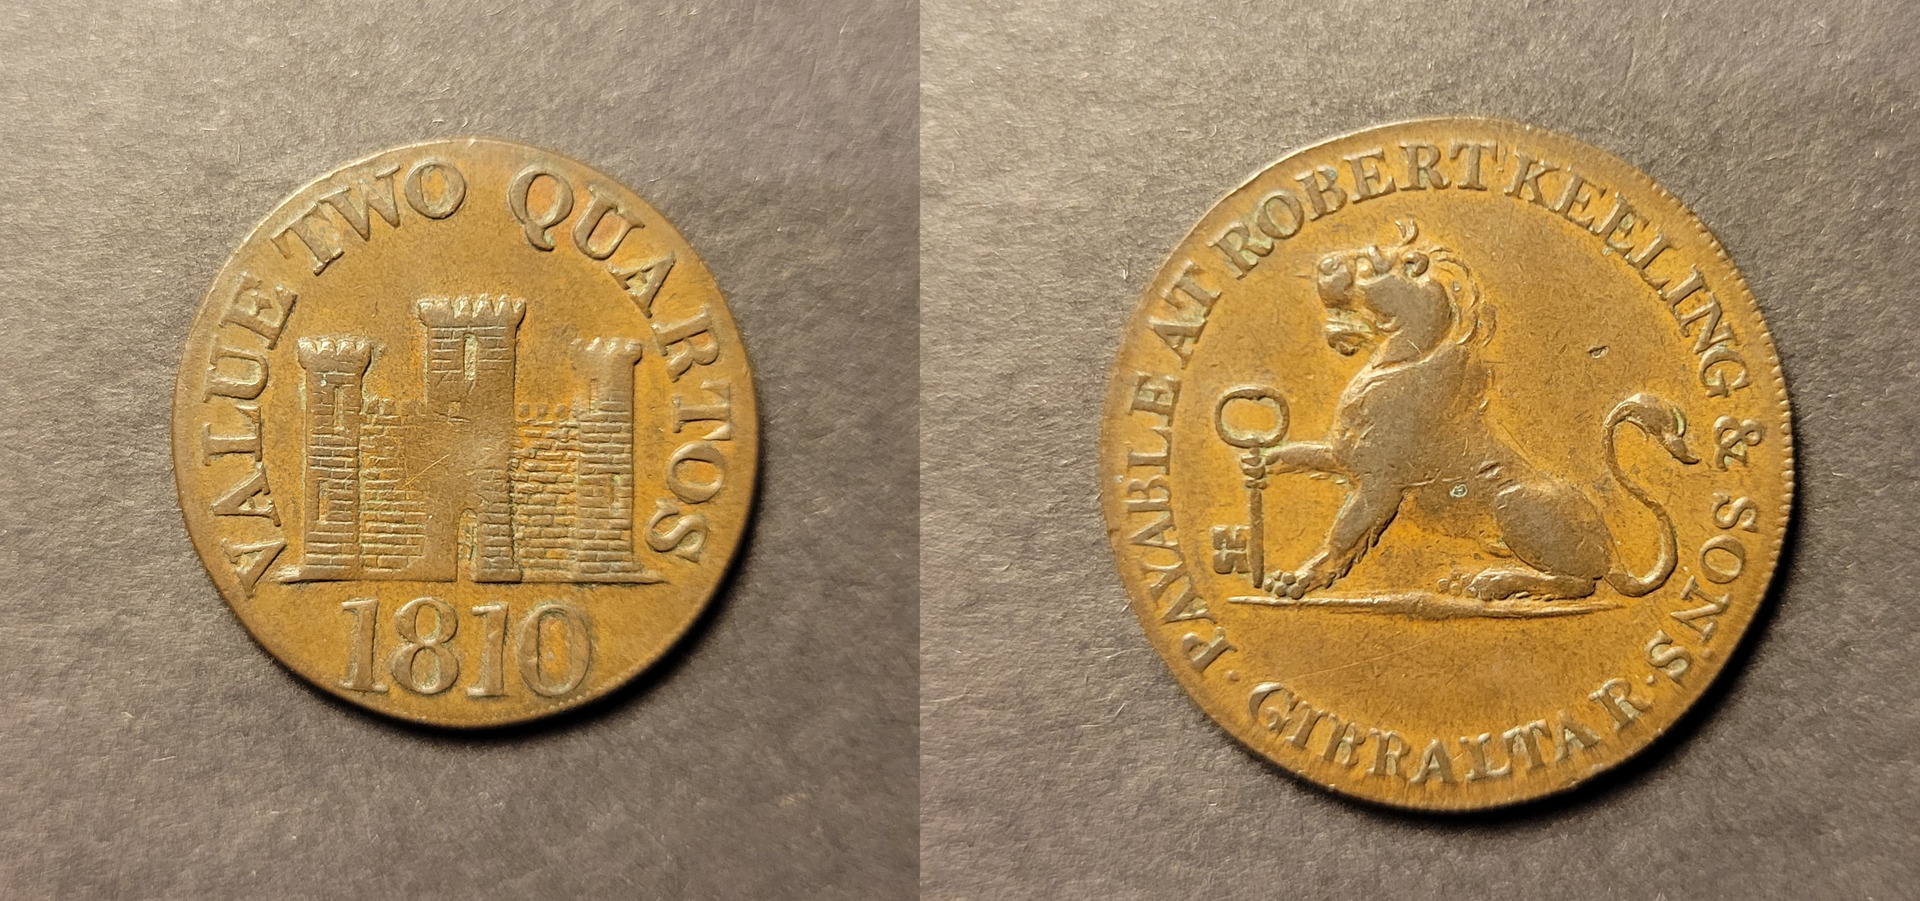 VALUE TWO QUARTOS
1810
PAYABLE AT ROBERT KEELING & SONS.
GIBRALTAR.